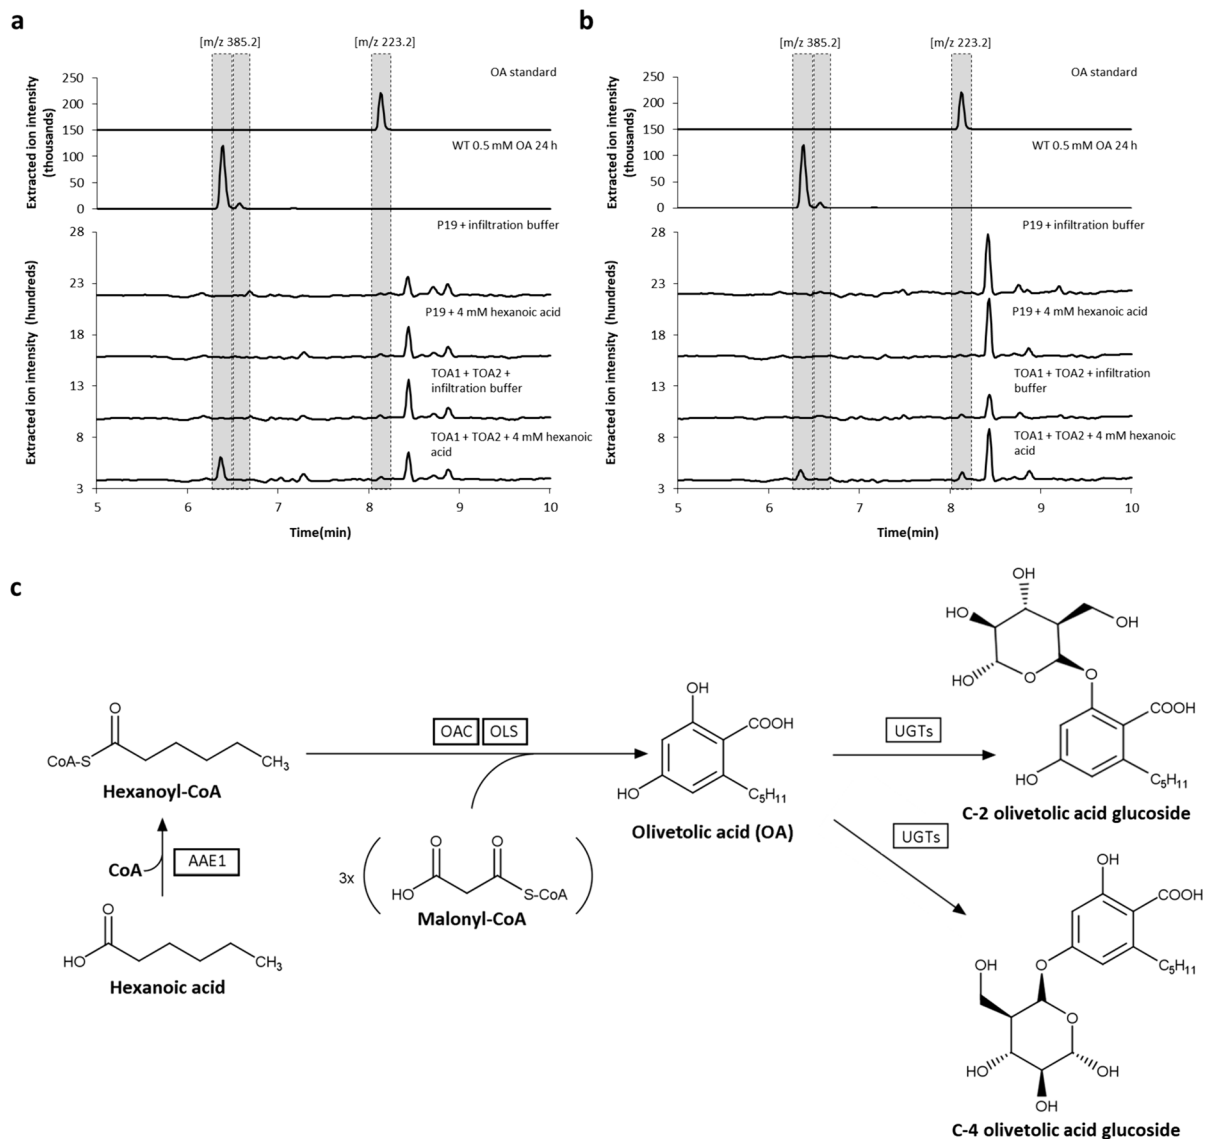 a
[m/z 385.2]
[m/z 223.2]
OA standard
WT 0.5 mM OA 24 h
P19 + infiltration buffer
P19 + 4 mM hexanoic acid
TOA1 + TOA2 +
infiltration buffer
TOA1 + TOA2 + 4 mM hexanoic
acid
Extracted ion intensity
(thousands)
250
200
150
100
50
0
Extracted ion intensity (hundreds)
28
23
18
13
8
3
5
6
7
8
9
10
Time(min)
b
[m/z 385.2]
[m/z 223.2]
OA standard
WT 0.5 mM OA 24 h
P19 + infiltration buffer
P19 + 4 mM hexanoic acid
TOA1 + TOA2 + infiltration
buffer
TOA1 + TOA2 + 4 mM hexanoic
acid
Extracted ion intensity
(thousands)
250
200
150
100
50
0
Extracted ion intensity (hundreds)
28
23
18
13
8
3
5
6
7
8
9
10
Time(min)
c
O
CoA-S
CH3
Hexanoyl-CoA
CoA
AAE1
O
HO
CH3
Hexanoic acid
OAC
OLS
3x
O
O
HO
S-CoA
Malonyl-CoA
OH
COOH
HO
C5H11
Olivetolic acid (OA)
UGTs
UGTs
OH
HO
OH
HO
O
O
COOH
HO
C5H11
C-2 olivetolic acid glucoside
OH
COOH
O
C5H11
OH
O
HO
OH
OH
C-4 olivetolic acid glucoside